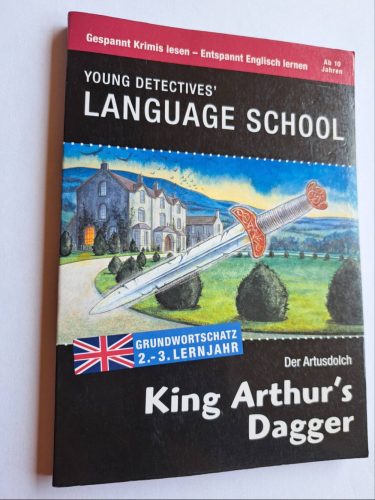 Gespannt Krimis lesen – Entspannt Englisch lernen
Ab 10
Jahren
YOUNG DETECTIVES'
LANGUAGE SCHOOL
GRUNDWORTSCHATZ
2.-3. LERNJAHR
Der Artusdolch
King Arthur's
Dagger